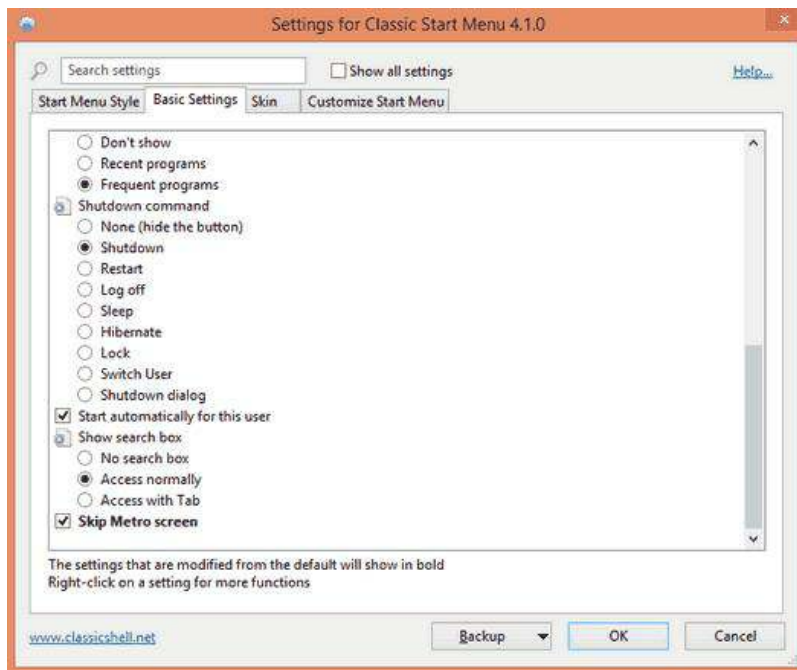 Settings for Classic Start Menu 4.1.0
Search settings
Show all settings
Help...
Start Menu Style
Basic Settings
Skin
Customize Start Menu
Don't show
Recent programs
Frequent programs
Shutdown command
None (hide the button)
Shutdown
Restart
Log off
Sleep
Hibernate
Lock
Switch User
Shutdown dialog
Start automatically for this user
Show search box
No search box
Access normally
Access with Tab
Skip Metro screen
The settings that are modified from the default will show in bold
Right-click on a setting for more functions
www.classicshell.net
Backup
OK
Cancel